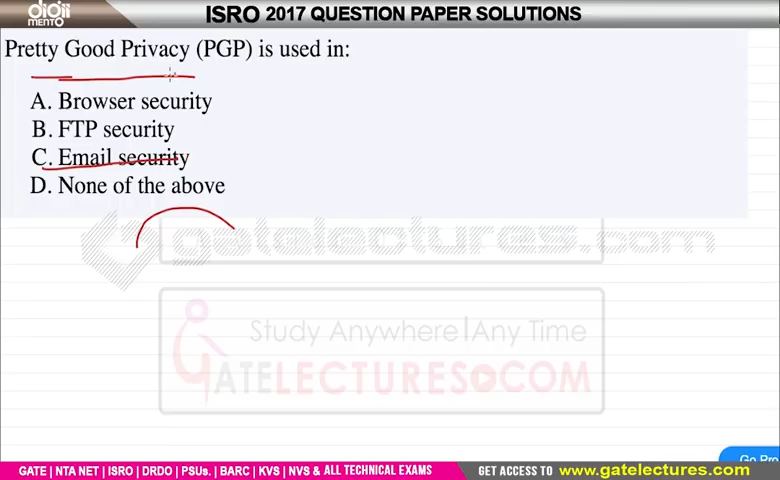 digii
MENTO
ISRO 2017 QUESTION PAPER SOLUTIONS
Pretty Good Privacy (PGP) is used in:
A. Browser security
B. FTP security
C. Email security
D. None of the above
gatelectures.com
Study Anywhere|Any Time
GATELECTURES.COM
Go Pro
GATE | NTA NET | ISRO | DRDO | PSUs. | BARC | KVS | NVS & ALL TECHNICAL EXAMS GET ACCESS TO www.gatelectures.com